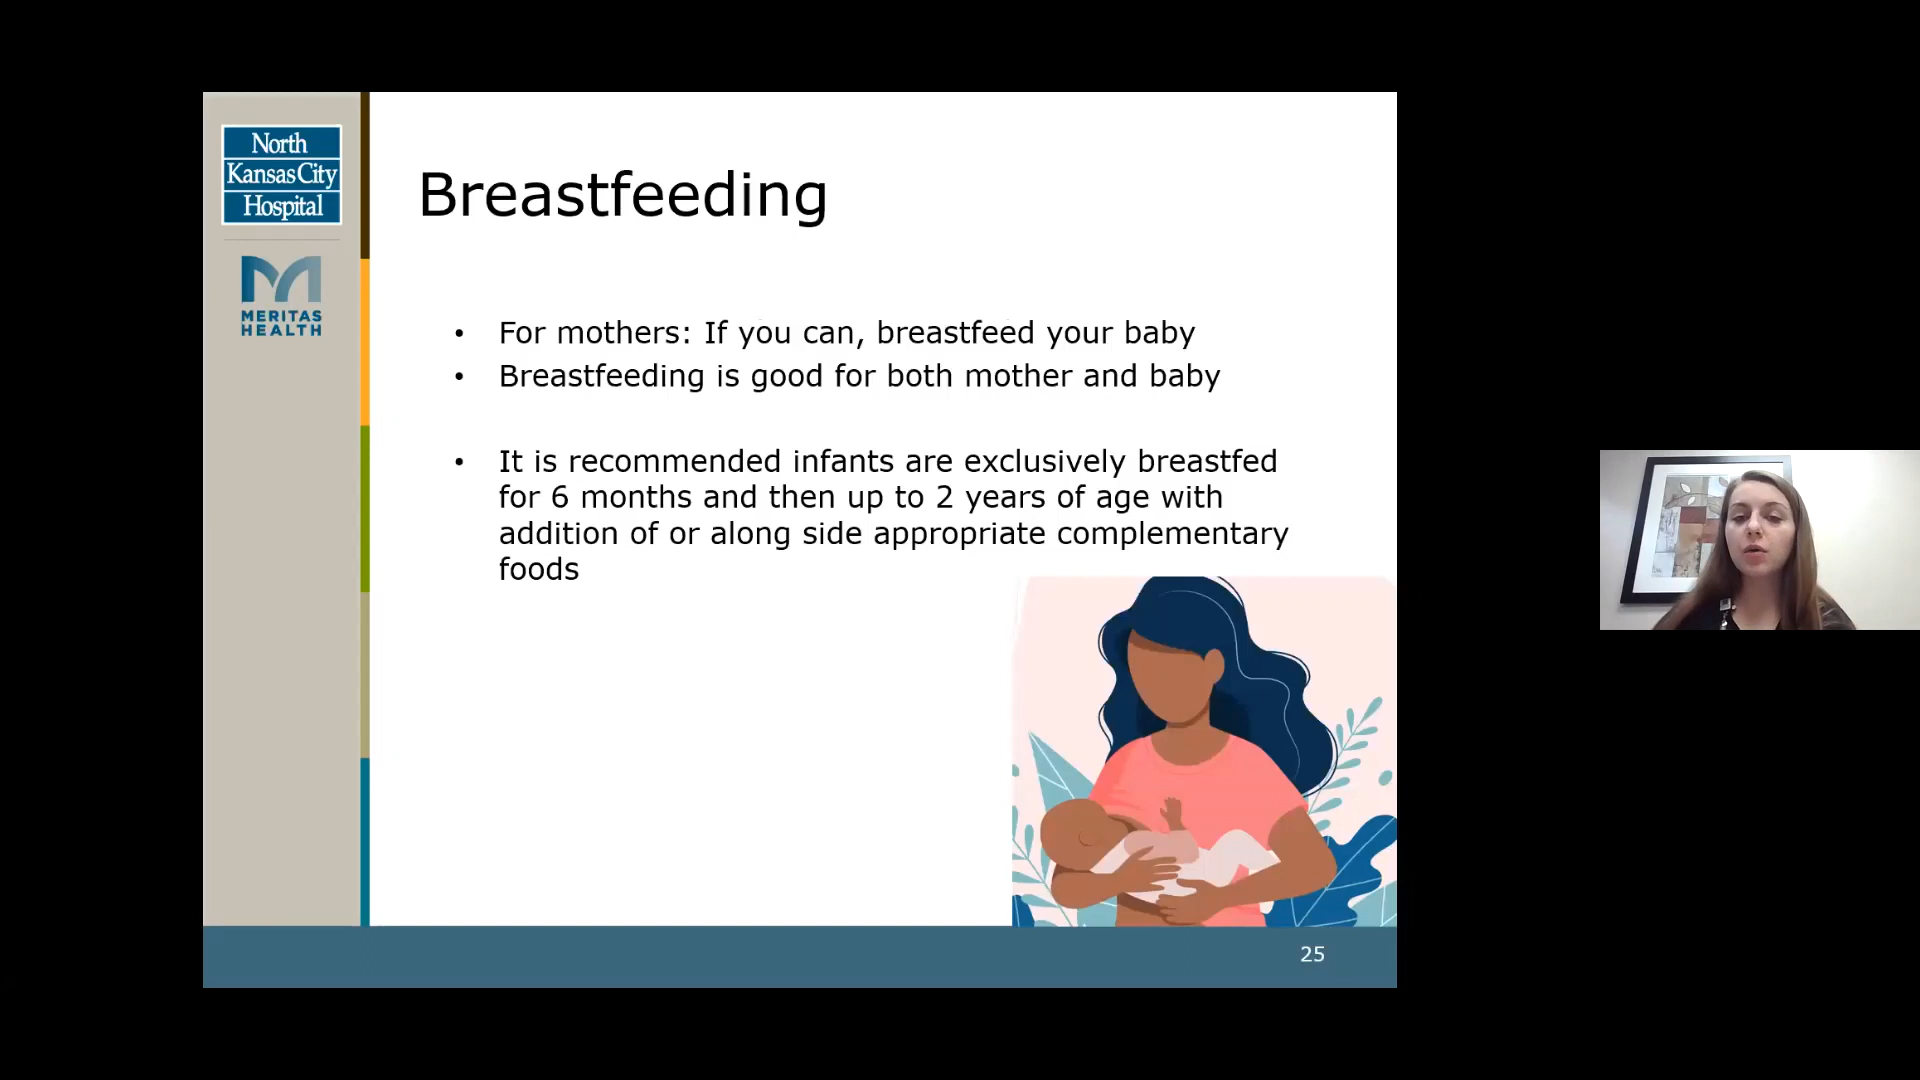 North
Kansas City
Hospital
MERITAS
HEALTH
Breastfeeding
• For mothers: If you can, breastfeed your baby
• Breastfeeding is good for both mother and baby
• It is recommended infants are exclusively breastfed
for 6 months and then up to 2 years of age with
addition of or along side appropriate complementary
foods
25